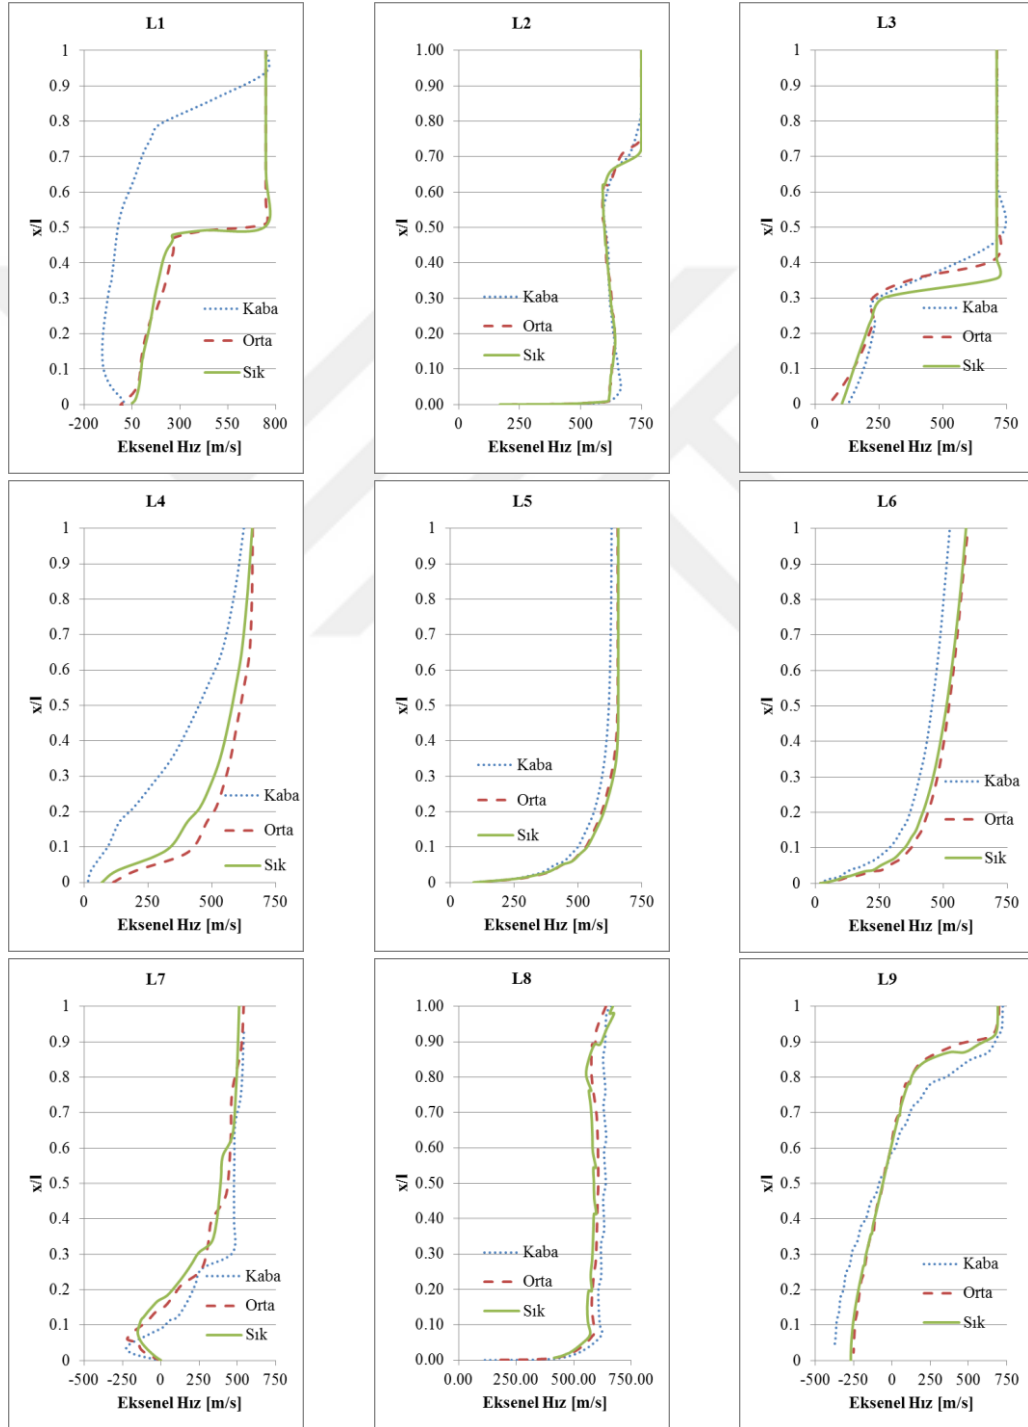 L1
1
0.9
0.8
0.7
0.6
0.5
0.4
0.3
0.2
0.1
0
x/l
Kaba
Orta
Sık
-200 50 300 550 800
Eksenel Hız [m/s]
L2
1.00
0.90
0.80
0.70
0.60
0.50
0.40
0.30
0.20
0.10
0.00
x/l
Kaba
Orta
Sık
0 250 500 750
Eksenel Hız [m/s]
L3
1
0.9
0.8
0.7
0.6
0.5
0.4
0.3
0.2
0.1
0
x/l
Kaba
Orta
Sık
0 250 500 750
Eksenel Hız [m/s]
L4
1
0.9
0.8
0.7
0.6
0.5
0.4
0.3
0.2
0.1
0
x/l
Kaba
Orta
Sık
0 250 500 750
Eksenel Hız [m/s]
L5
1
0.9
0.8
0.7
0.6
0.5
0.4
0.3
0.2
0.1
0
x/l
Kaba
Orta
Sık
0 250 500 750
Eksenel Hız [m/s]
L6
1
0.9
0.8
0.7
0.6
0.5
0.4
0.3
0.2
0.1
0
x/l
Kaba
Orta
Sık
0 250 500 750
Eksenel Hız [m/s]
L7
1
0.9
0.8
0.7
0.6
0.5
0.4
0.3
0.2
0.1
0
x/l
Kaba
Orta
Sık
-500 -250 0 250 500 750
Eksenel Hız [m/s]
L8
1.00
0.90
0.80
0.70
0.60
0.50
0.40
0.30
0.20
0.10
0.00
x/l
Kaba
Orta
Sık
0.00 250.00 500.00 750.00
Eksenel Hız [m/s]
L9
1
0.9
0.8
0.7
0.6
0.5
0.4
0.3
0.2
0.1
0
x/l
Kaba
Orta
Sık
-500 -250 0 250 500 750
Eksenel Hız [m/s]